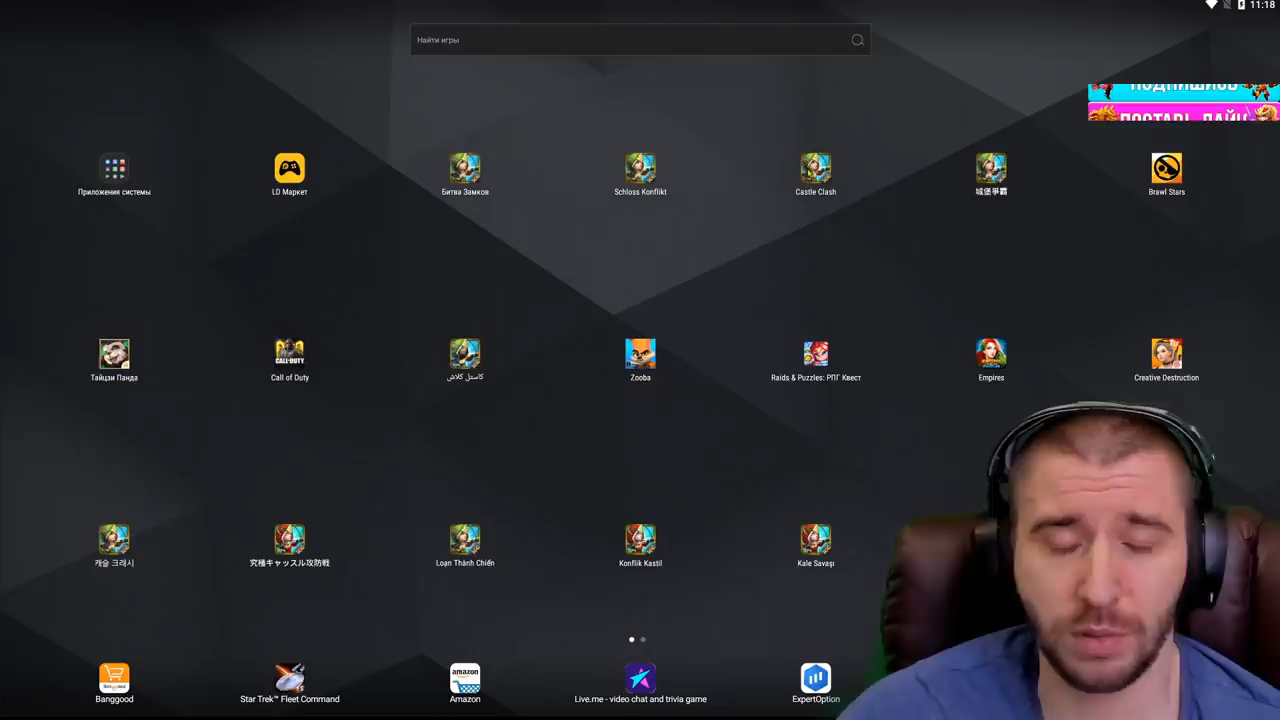 11:18
Найти игры
ПОДПИШИСЬ
ПОСТАВЬ ЛАЙК
Приложения системы
LD Маркет
Битва Замков
Schloss Konflikt
Castle Clash
城堡爭霸
Brawl Stars
Тайцзи Панда
CALL OF DUTY
Call of Duty
كاستل كلاش
Zooba
Raids & Puzzles: РПГ Квест
Empires
Creative Destruction
캐슬 크래시
究極キャッスル攻防戦
Loạn Thành Chiến
Konflik Kastil
Kale Savaşı
Banggood
Star Trek™ Fleet Command
amazon
Amazon
Live.me - video chat and trivia game
ExpertOption